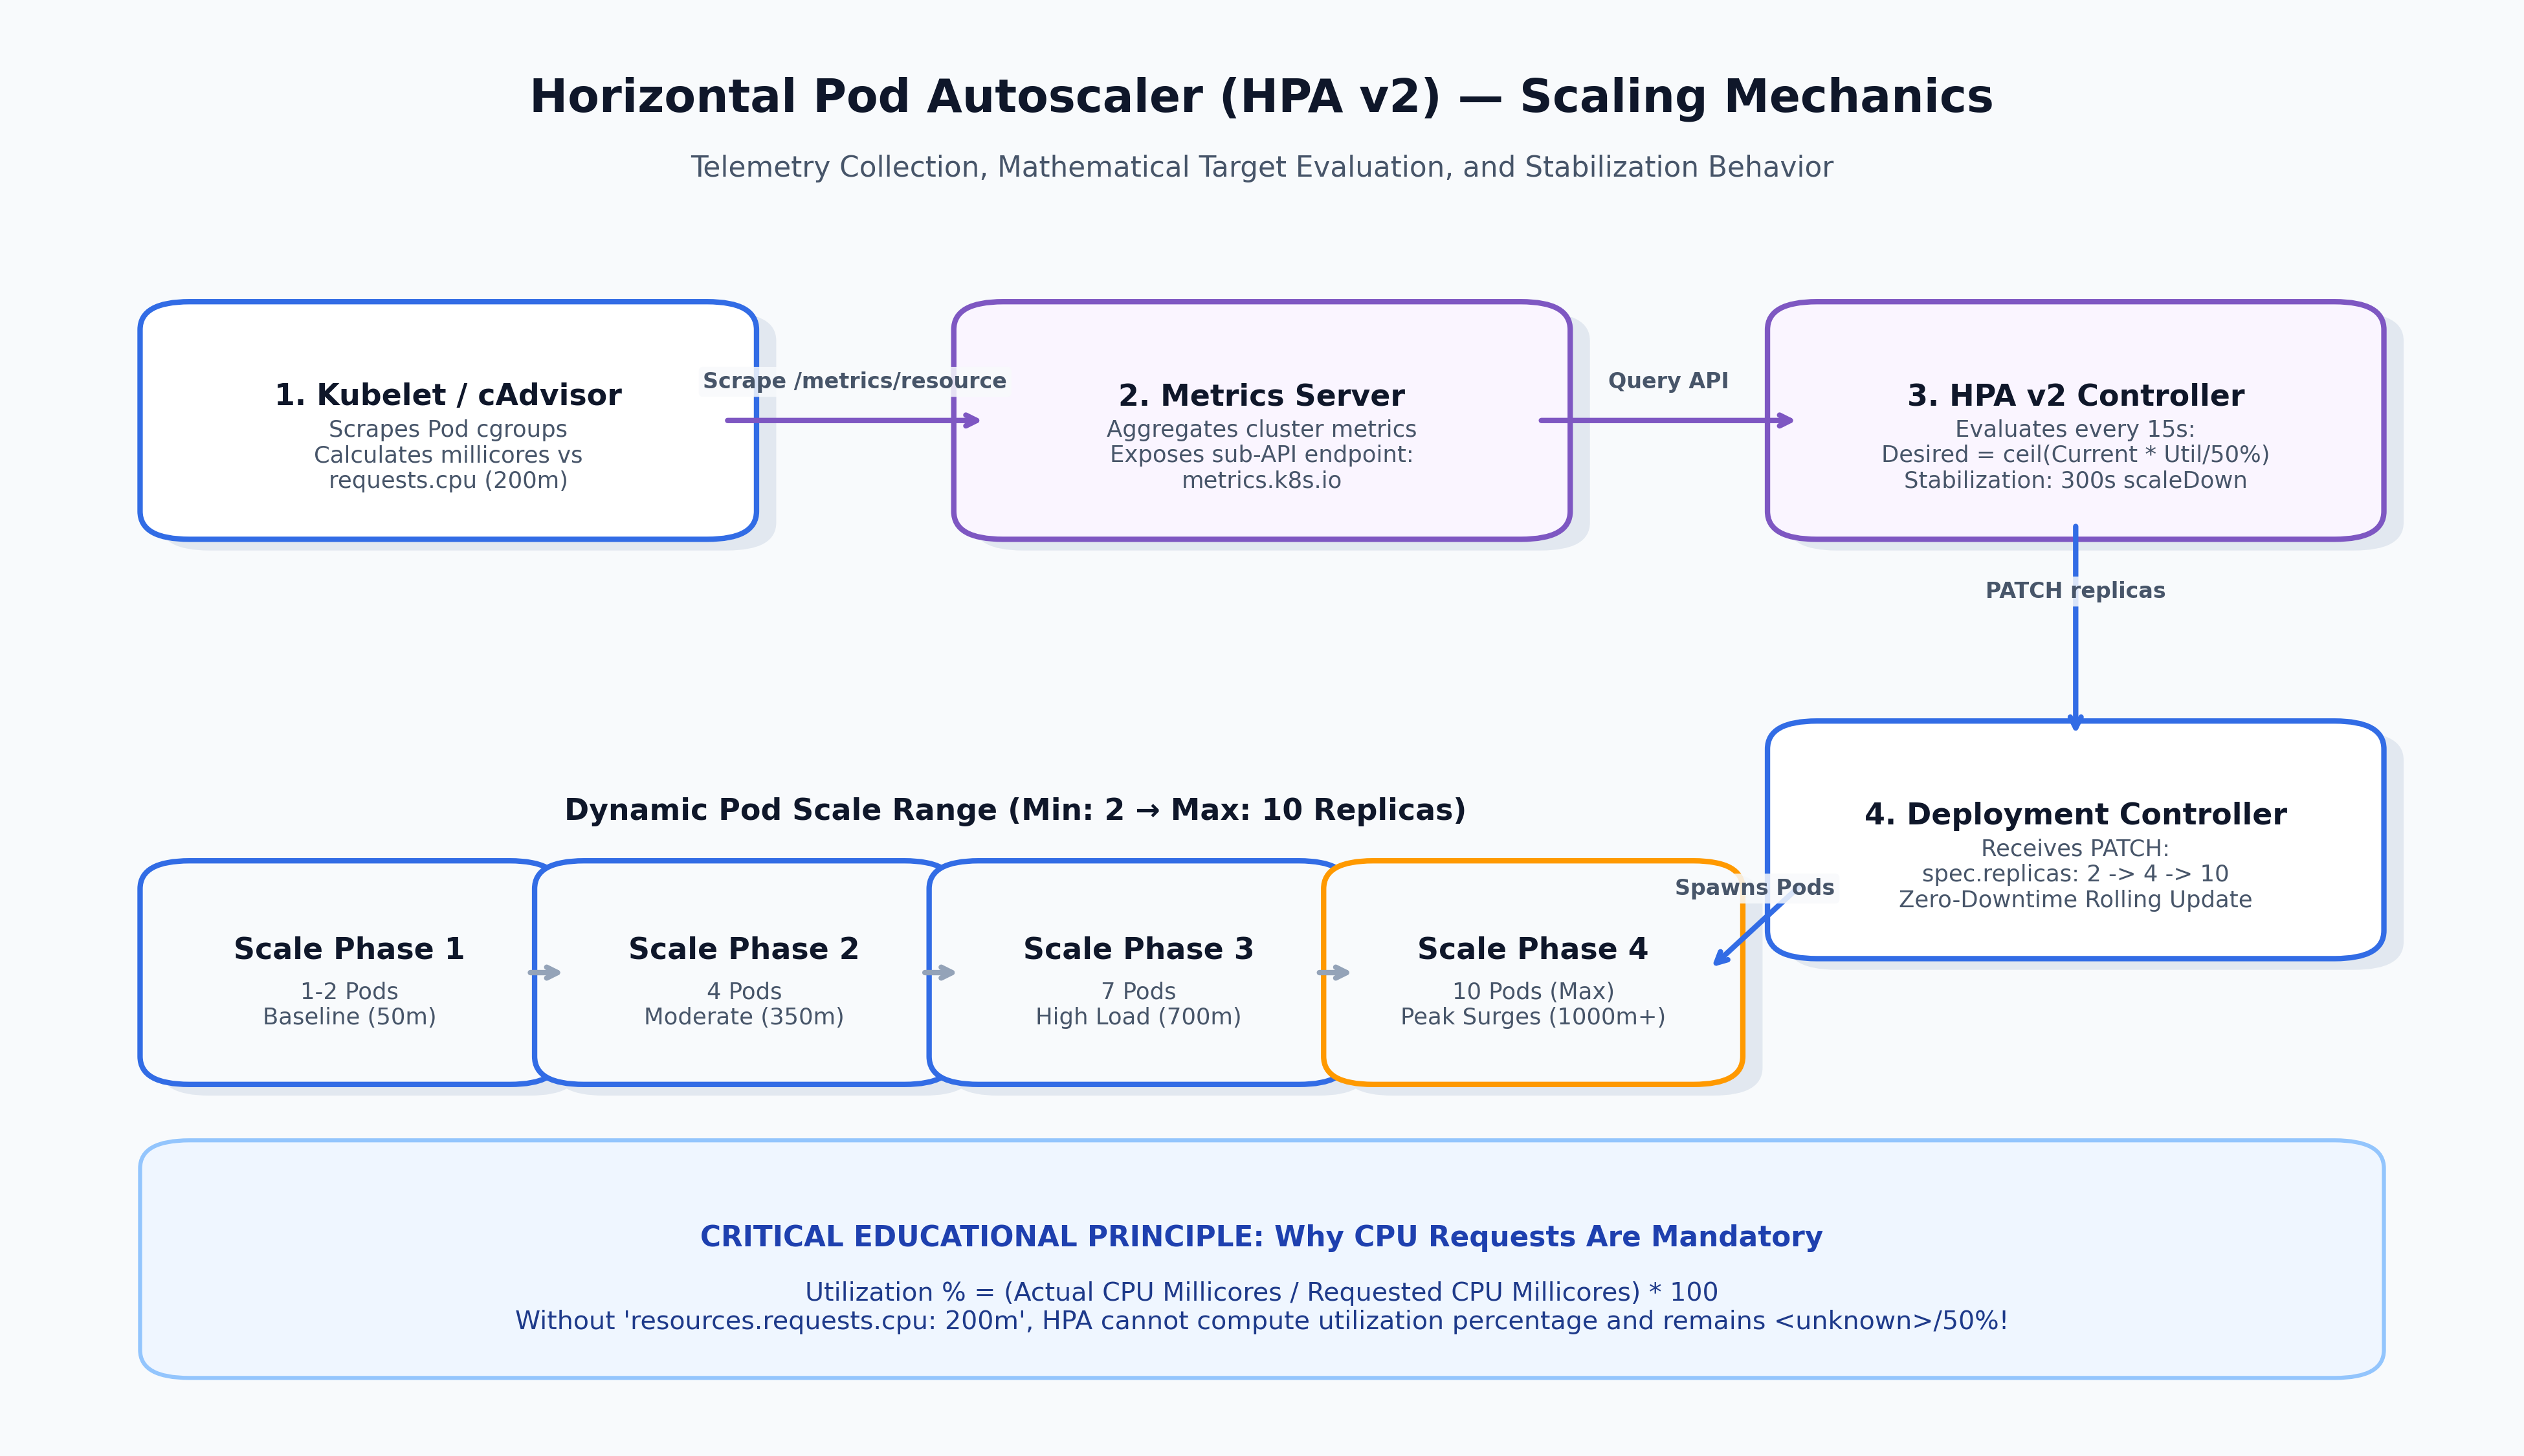 Horizontal Pod Autoscaler (HPA v2) — Scaling Mechanics
Telemetry Collection, Mathematical Target Evaluation, and Stabilization Behavior
1. Kubelet / cAdvisor
Scrapes Pod cgroups
Calculates millicores vs
requests.cpu (200m)
Scrape /metrics/resource
2. Metrics Server
Aggregates cluster metrics
Exposes sub-API endpoint:
metrics.k8s.io
Query API
3. HPA v2 Controller
Evaluates every 15s:
Desired = ceil(Current * Util/50%)
Stabilization: 300s scaleDown
PATCH replicas
4. Deployment Controller
Receives PATCH:
spec.replicas: 2 -> 4 -> 10
Zero-Downtime Rolling Update
Spawns Pods
Dynamic Pod Scale Range (Min: 2 → Max: 10 Replicas)
Scale Phase 1
1-2 Pods
Baseline (50m)
Scale Phase 2
4 Pods
Moderate (350m)
Scale Phase 3
7 Pods
High Load (700m)
Scale Phase 4
10 Pods (Max)
Peak Surges (1000m+)
CRITICAL EDUCATIONAL PRINCIPLE: Why CPU Requests Are Mandatory
Utilization % = (Actual CPU Millicores / Requested CPU Millicores) * 100
Without 'resources.requests.cpu: 200m', HPA cannot compute utilization percentage and remains <unknown>/50%!